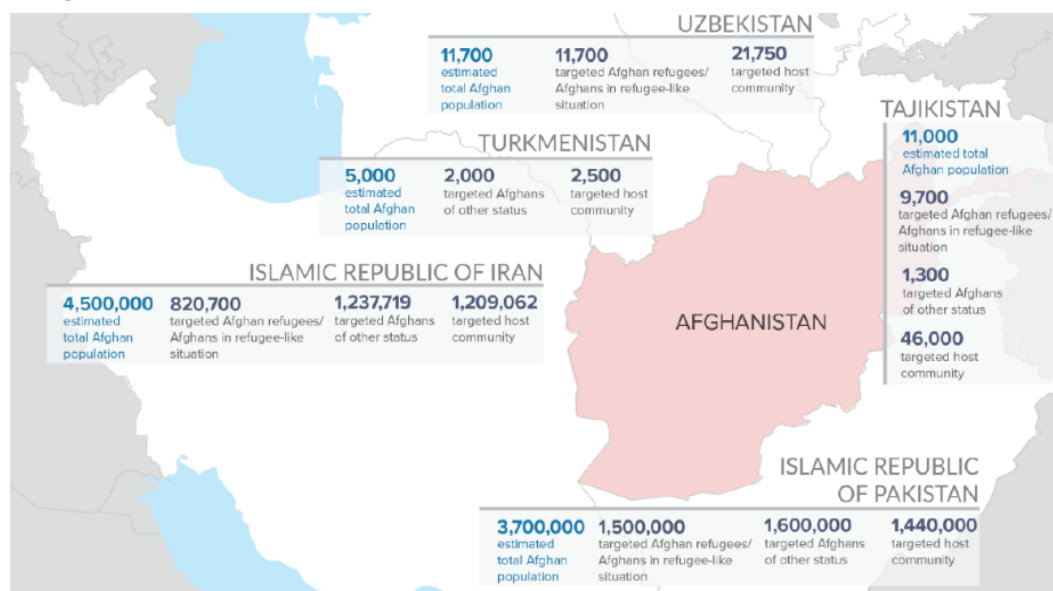 UZBEKISTAN
11,700
estimated
total Afghan
population
11,700
targeted Afghan refugees/
Afghans in refugee-like
situation
21,750
targeted host
community
TAJIKISTAN
11,000
estimated total
Afghan population
9,700
targeted Afghan refugees/
Afghans in refugee-like
situation
1,300
targeted Afghans
of other status
46,000
targeted host
community
TURKMENISTAN
5,000
estimated
total Afghan
population
2,000
targeted Afghans
of other status
2,500
targeted host
community
ISLAMIC REPUBLIC OF IRAN
4,500,000
estimated
total Afghan
population
820,700
targeted Afghan refugees/
Afghans in refugee-like
situation
1,237,719
targeted Afghans
of other status
1,209,062
targeted host
community
AFGHANISTAN
ISLAMIC REPUBLIC
OF PAKISTAN
3,700,000
estimated
total Afghan
population
1,500,000
targeted Afghan refugees/
Afghans in refugee-like
situation
1,600,000
targeted Afghans
of other status
1,440,000
targeted host
community